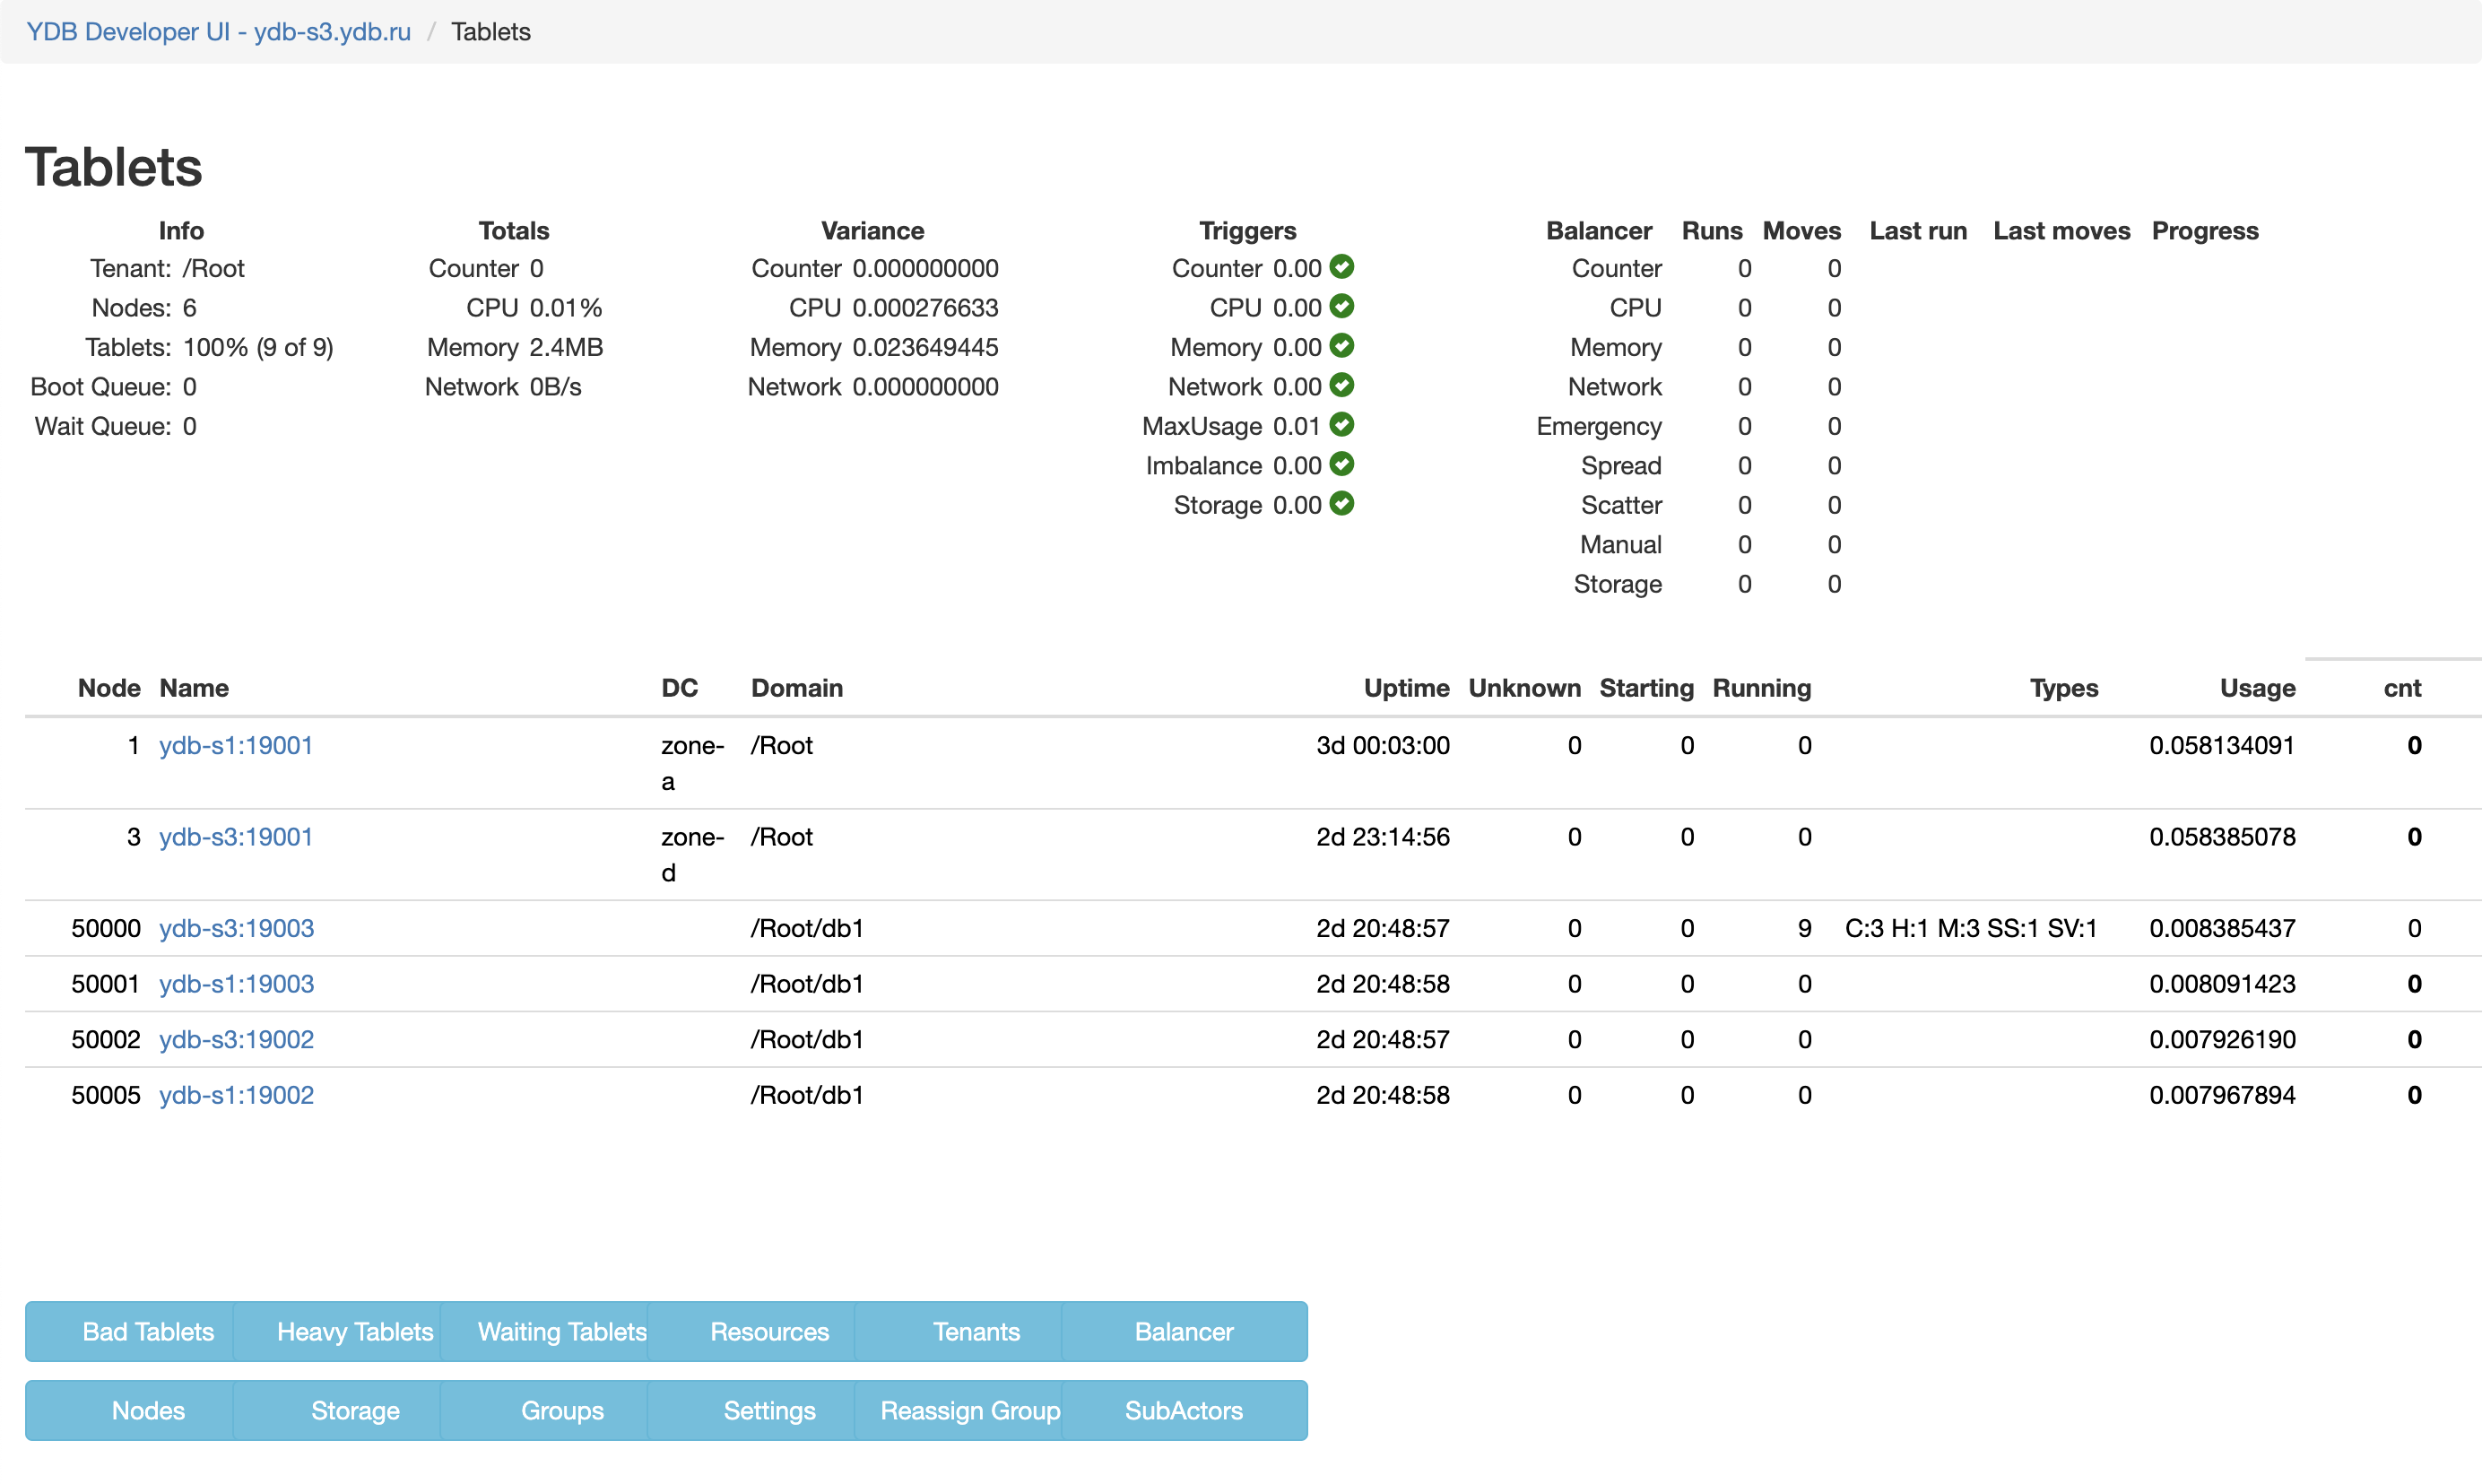 YDB Developer UI - ydb-s3.ydb.ru / Tablets
Tablets
Info Totals Variance Triggers Balancer Runs Moves Last run Last moves Progress
Tenant: /Root Counter 0 Counter 0.000000000 Counter 0.00 Counter 0 0
Nodes: 6 CPU 0.01% CPU 0.000276633 CPU 0.00 CPU 0 0
Tablets: 100% (9 of 9) Memory 2.4MB Memory 0.023649445 Memory 0.00 Memory 0 0
Boot Queue: 0 Network 0B/s Network 0.000000000 Network 0.00 Network 0 0
Wait Queue: 0 MaxUsage 0.01 Emergency 0 0
Imbalance 0.00 Spread 0 0
Storage 0.00 Scatter 0 0
Manual 0 0
Storage 0 0
Node Name DC Domain Uptime Unknown Starting Running Types Usage cnt
1 ydb-s1:19001 zone- /Root 3d 00:03:00 0 0 0 0.058134091 0
a
3 ydb-s3:19001 zone- /Root 2d 23:14:56 0 0 0 0.058385078 0
d
50000 ydb-s3:19003 /Root/db1 2d 20:48:57 0 0 9 C:3 H:1 M:3 SS:1 SV:1 0.008385437 0
50001 ydb-s1:19003 /Root/db1 2d 20:48:58 0 0 0 0.008091423 0
50002 ydb-s3:19002 /Root/db1 2d 20:48:57 0 0 0 0.007926190 0
50005 ydb-s1:19002 /Root/db1 2d 20:48:58 0 0 0 0.007967894 0
Bad Tablets Heavy Tablets Waiting Tablets Resources Tenants Balancer
Nodes Storage Groups Settings Reassign Group SubActors